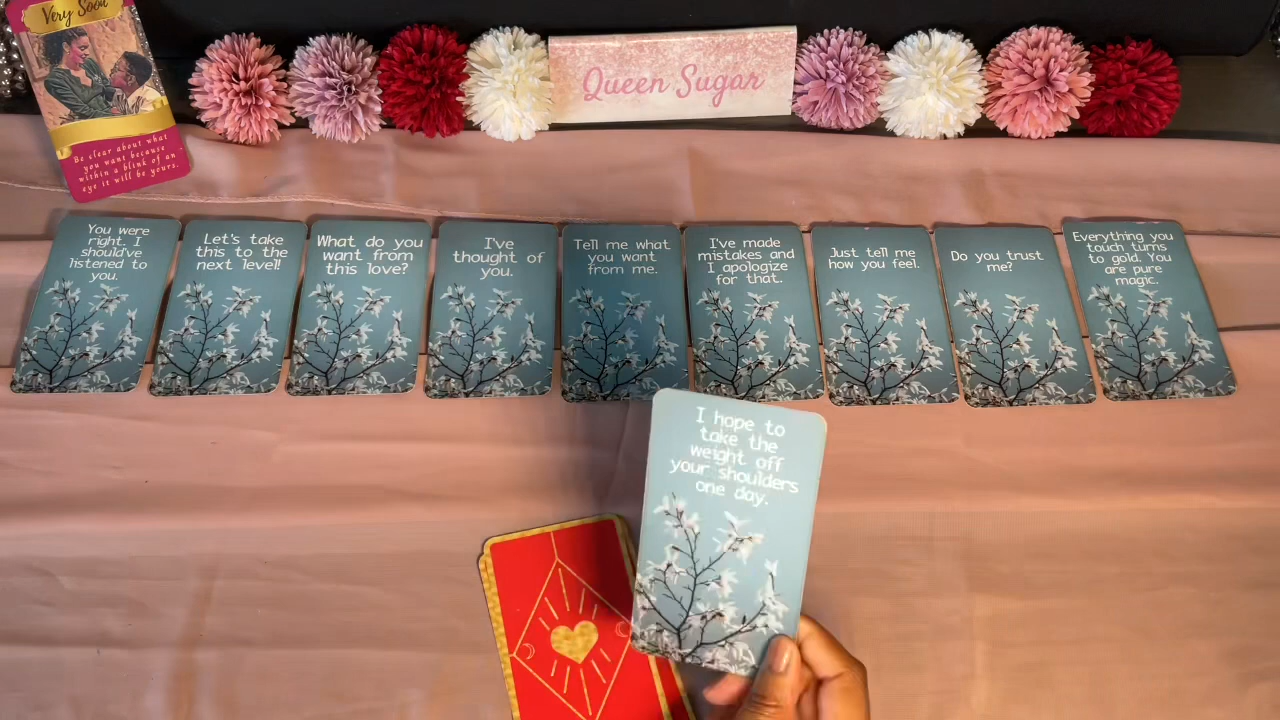 Very Soon
Be clear about what
you want because
within a blink of an
eye it will be yours.
Queen Sugar
You were
right. I
should've
listened to
you.
Let's take
this to the
next level!
What do you
want from
this love?
I've
thought of
you.
Tell me what
you want
from me.
I've made
mistakes and
I apologize
for that.
Just tell me
how you feel.
Do you trust
me?
Everything you
touch turns
to gold. You
are pure
magic.
I hope to
take the
weight off
your shoulders
one day.